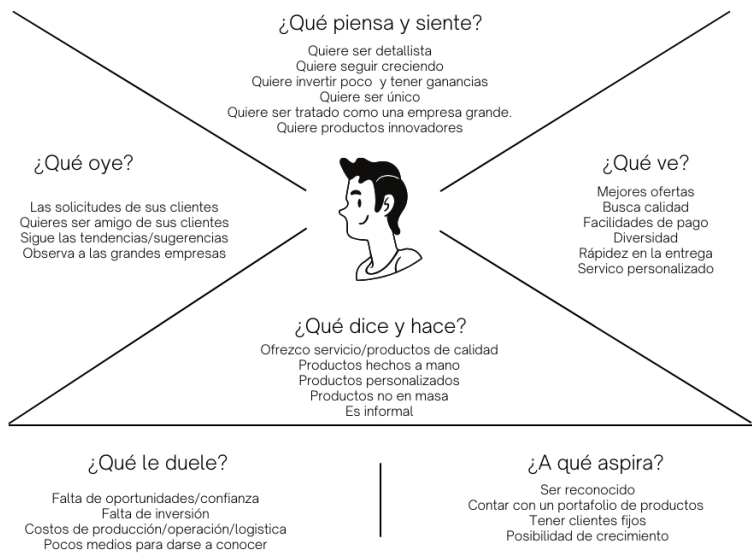 ¿Qué piensa y siente?
Quiere ser detallista
Quiere seguir creciendo
Quiere invertir poco y tener ganancias
Quiere ser único
Quiere ser tratado como una empresa grande.
Quiere productos innovadores
¿Qué oye?
Las solicitudes de sus clientes
Quieres ser amigo de sus clientes
Sigue las tendencias/sugerencias
Observa a las grandes empresas
¿Qué ve?
Mejores ofertas
Busca calidad
Facilidades de pago
Diversidad
Rápidez en la entrega
Servico personalizado
¿Qué dice y hace?
Ofrezco servicio/productos de calidad
Productos hechos a mano
Productos personalizados
Productos no en masa
Es informal
¿Qué le duele?
Falta de oportunidades/confianza
Falta de inversión
Costos de producción/operación/logistica
Pocos medios para darse a conocer
¿A qué aspira?
Ser reconocido
Contar con un portafolio de productos
Tener clientes fijos
Posibilidad de crecimiento